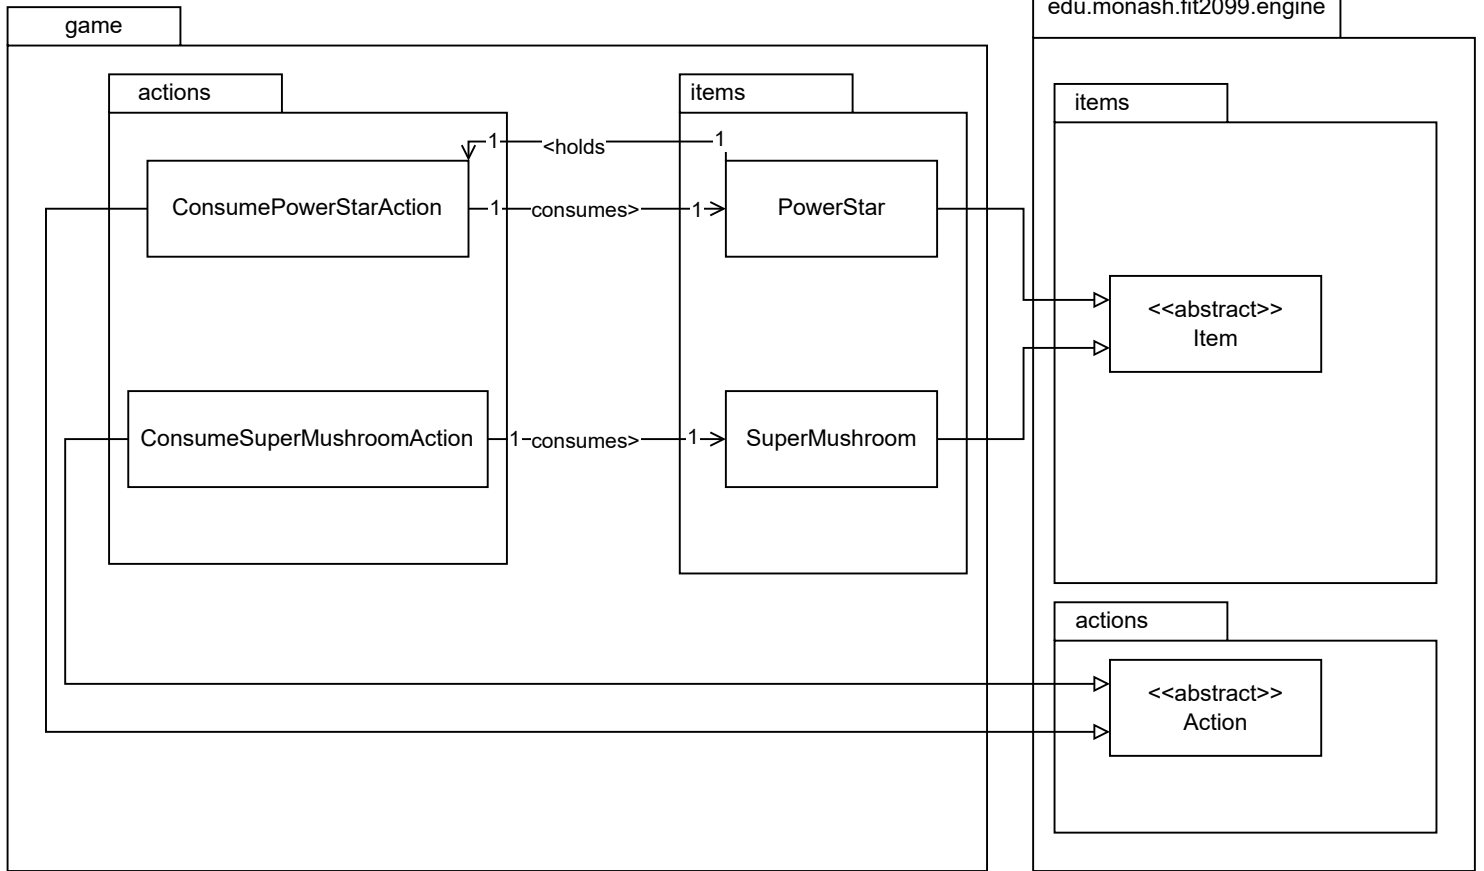 game
edu.monash.fit2099.engine
actions
items
items
1
<holds
1
ConsumePowerStarAction
1
consumes>
1
PowerStar
<<abstract>>
Item
ConsumeSuperMushroomAction
1
consumes>
1
SuperMushroom
actions
<<abstract>>
Action